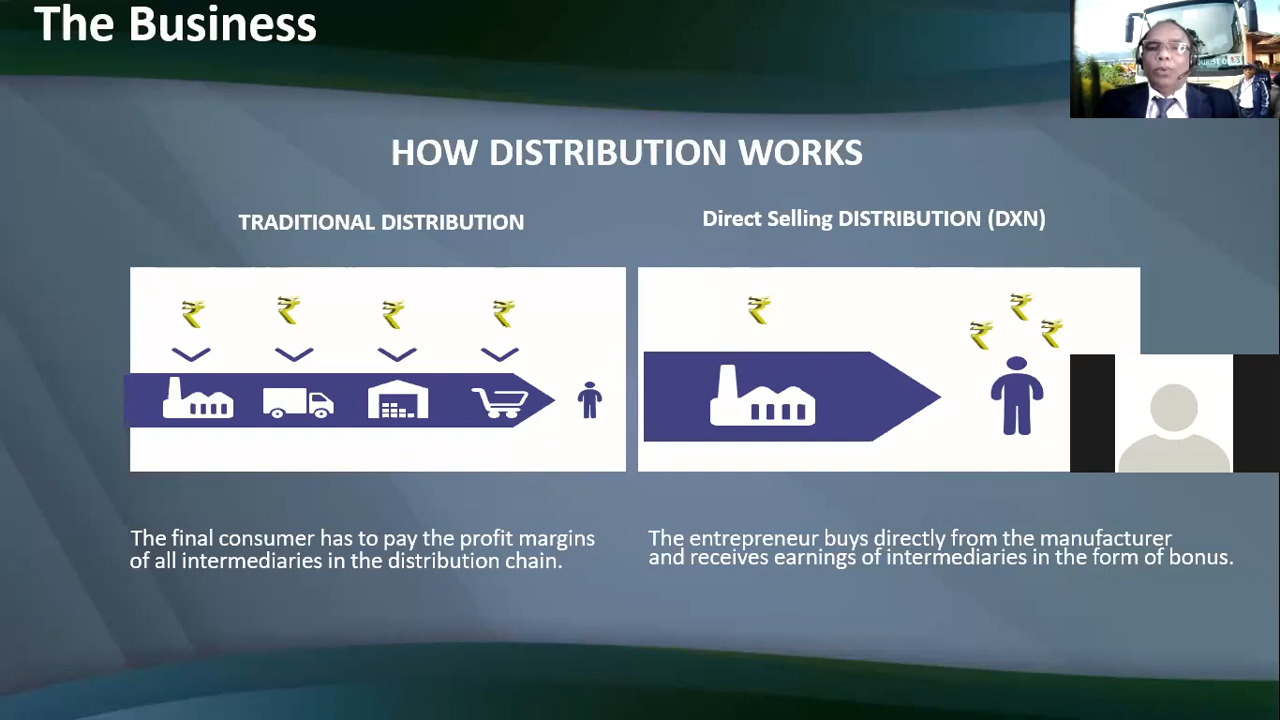 The Business
HOW DISTRIBUTION WORKS
TRADITIONAL DISTRIBUTION
Direct Selling DISTRIBUTION (DXN)
₹ ₹ ₹ ₹
₹ ₹ ₹ ₹
The final consumer has to pay the profit margins
of all intermediaries in the distribution chain.
The entrepreneur buys directly from the manufacturer
and receives earnings of intermediaries in the form of bonus.